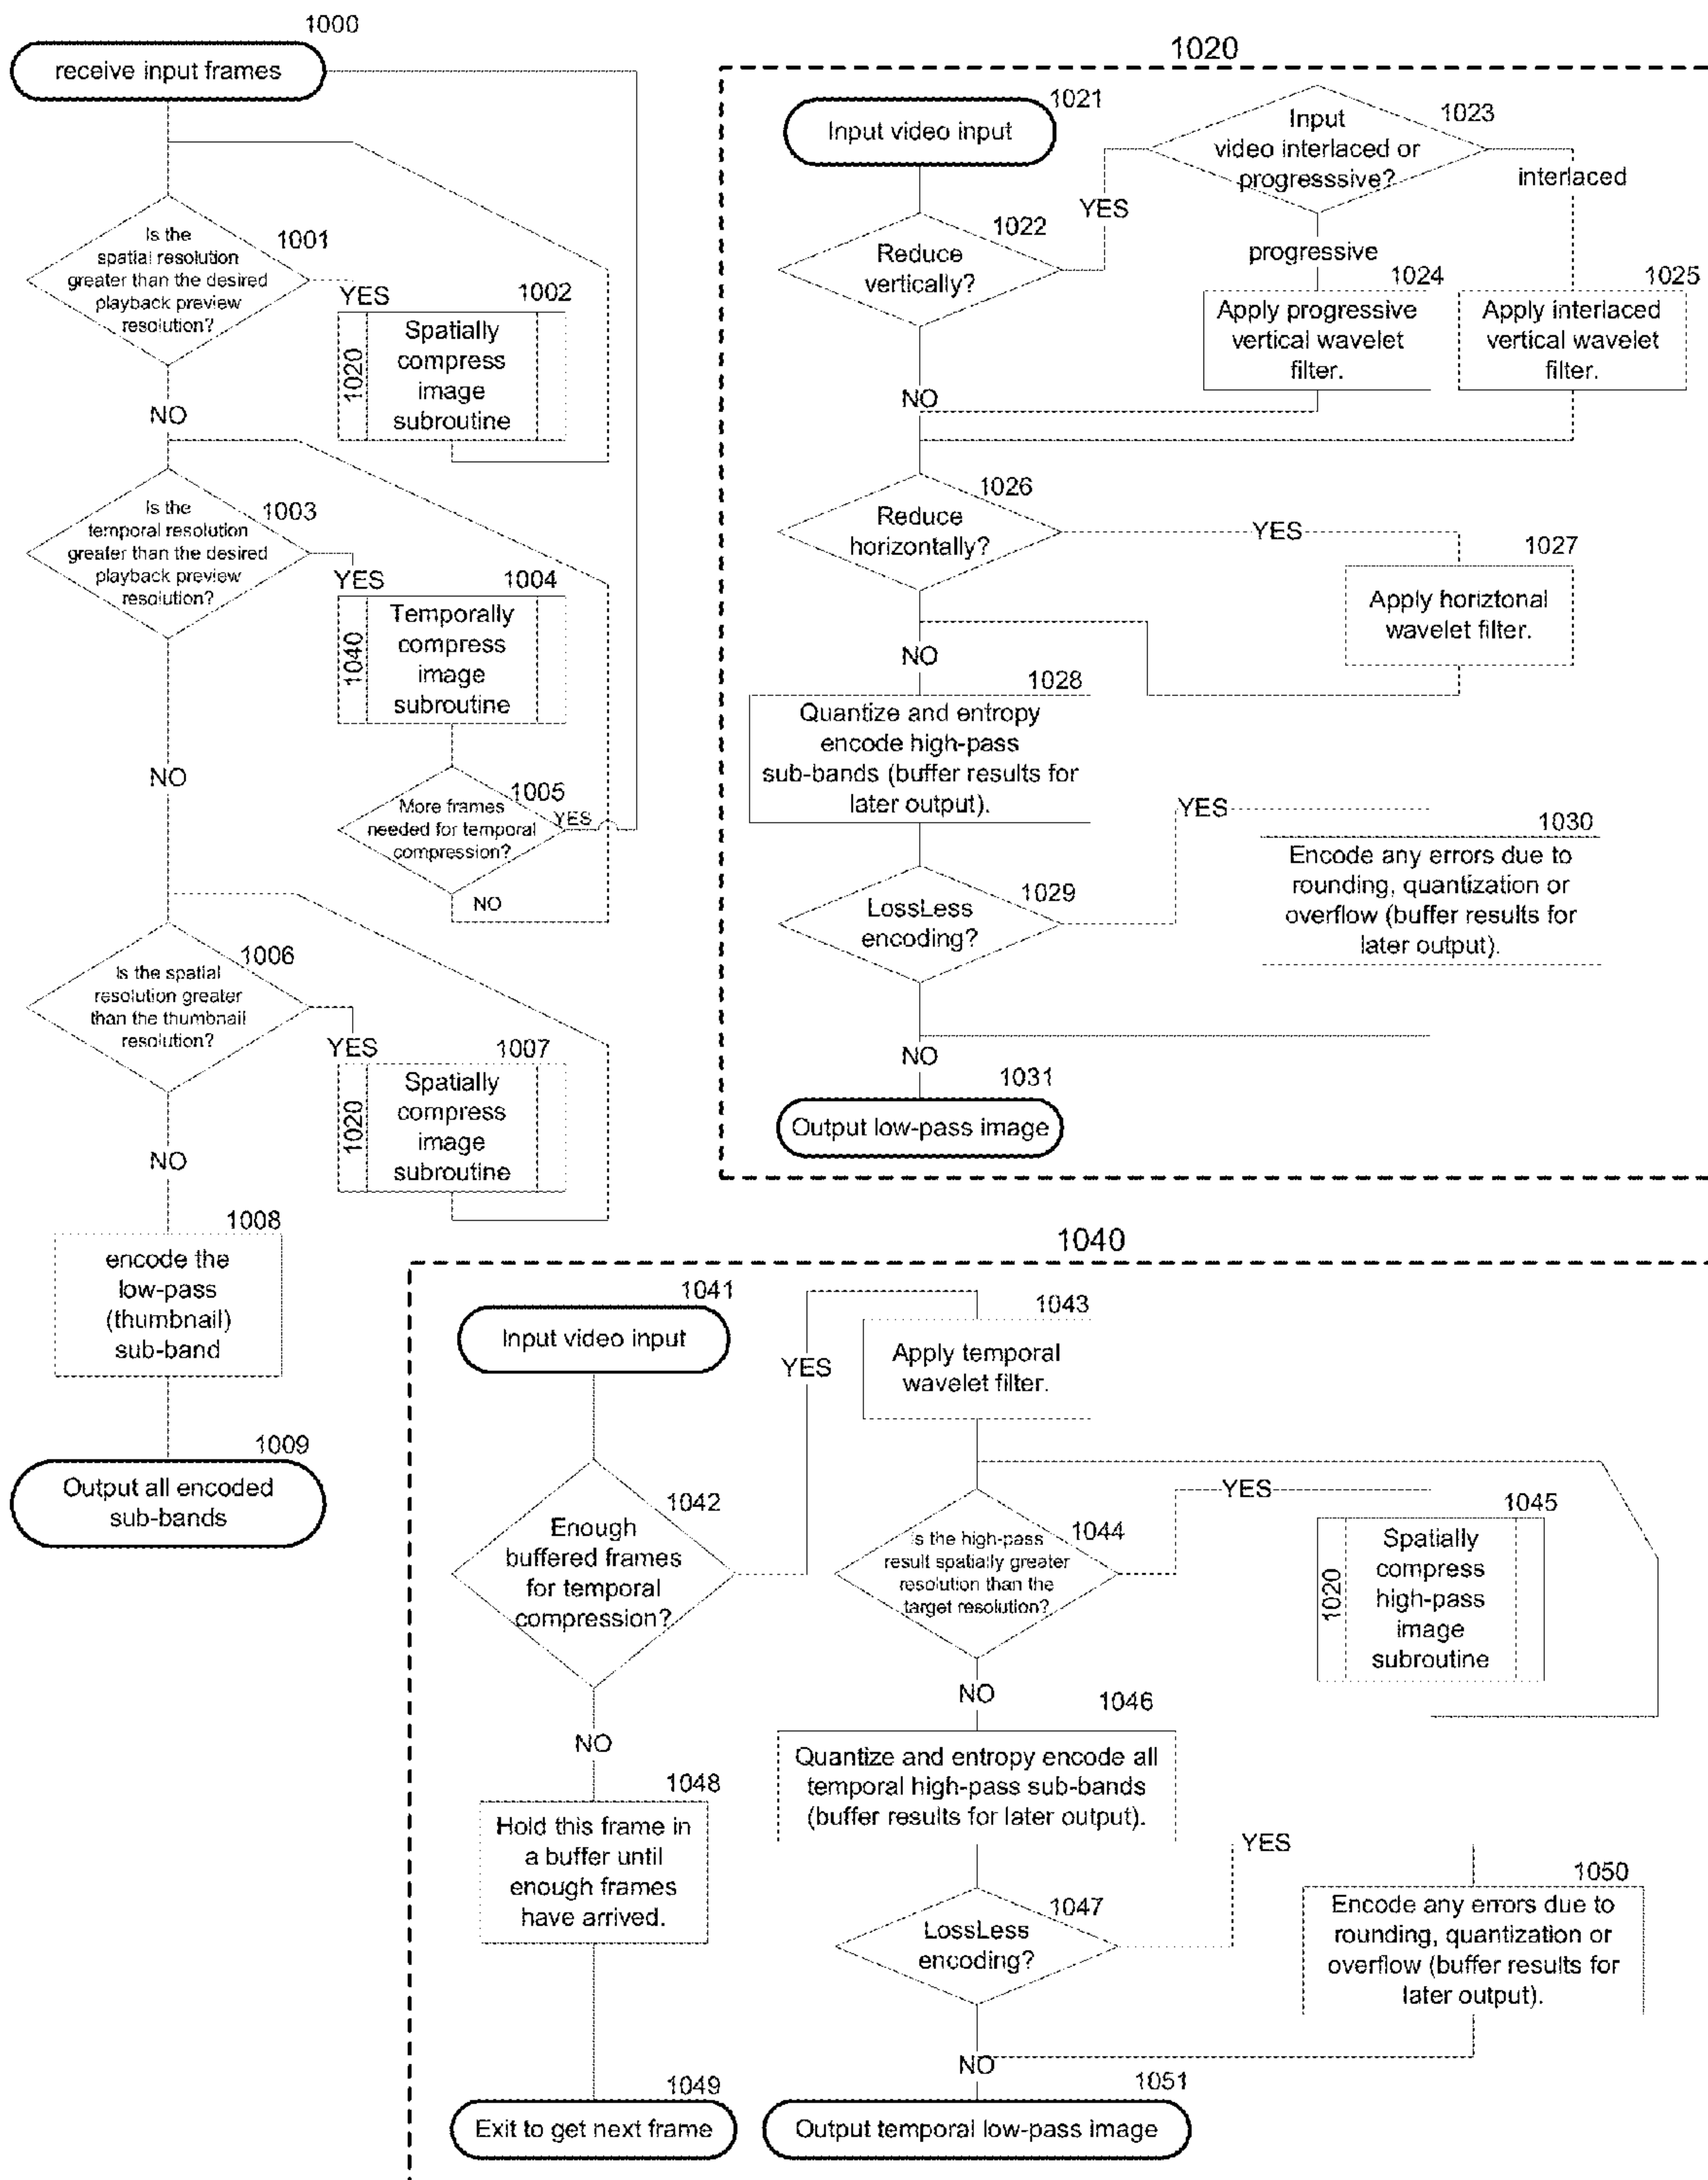 1000
receive input frames
Is the
spatial resolution
greater than the desired
playback preview
resolution?
1001
YES
1002
1020
Spatially
compress
image
subroutine
NO
Is the
temporal resolution
greater than the desired
playback preview
resolution?
1003
YES
1004
1040
Temporally
compress
image
subroutine
NO
1005
More frames
needed for temporal
compression?
YES
NO
1006
Is the spatial
resolution greater
than the thumbnail
resolution?
YES
1007
1020
Spatially
compress
image
subroutine
NO
1008
encode the
low-pass
(thumbnail)
sub-band
1009
Output all encoded
sub-bands
1020
1021
Input video input
1022
Reduce
vertically?
YES
1023
Input
video interlaced or
progresssive?
interlaced
progressive
1024
Apply progressive
vertical wavelet
filter.
1025
Apply interlaced
vertical wavelet
filter.
NO
1026
Reduce
horizontally?
YES
1027
Apply horiztonal
wavelet filter.
NO
1028
Quantize and entropy
encode high-pass
sub-bands (buffer results for
later output).
1029
LossLess
encoding?
YES
1030
Encode any errors due to
rounding, quantization or
overflow (buffer results for
later output).
NO
1031
Output low-pass image
1040
1041
Input video input
1042
Enough
buffered frames
for temporal
compression?
YES
1043
Apply temporal
wavelet filter.
1044
Is the high-pass
result spatially greater
resolution than the
target resolution?
YES
1045
1020
Spatially
compress
high-pass
image
subroutine
NO
1046
Quantize and entropy encode all
temporal high-pass sub-bands
(buffer results for later output).
NO
1048
Hold this frame in
a buffer until
enough frames
have arrived.
1047
LossLess
encoding?
YES
1050
Encode any errors due to
rounding, quantization or
overflow (buffer results for
later output).
NO
1049
Exit to get next frame
1051
Output temporal low-pass image